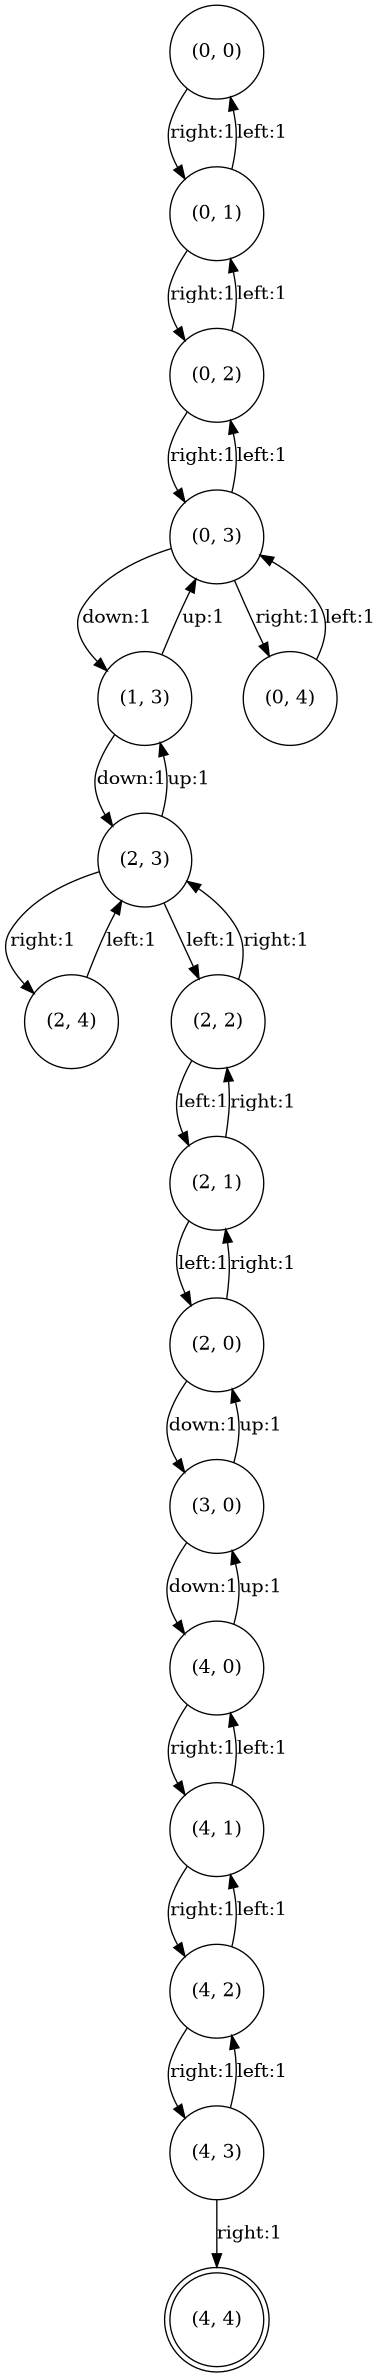 (0, 0)
right:1 left:1
(0, 1)
right:1 left:1
(0, 2)
right:1 left:1
(0, 3)
down:1 up:1 right:1 left:1
(1, 3) (0, 4)
down:1 up:1
(2, 3)
right:1 left:1 left:1 right:1
(2, 4) (2, 2)
left:1 right:1
(2, 1)
left:1 right:1
(2, 0)
down:1 up:1
(3, 0)
down:1 up:1
(4, 0)
right:1 left:1
(4, 1)
right:1 left:1
(4, 2)
right:1 left:1
(4, 3)
right:1
(4, 4)